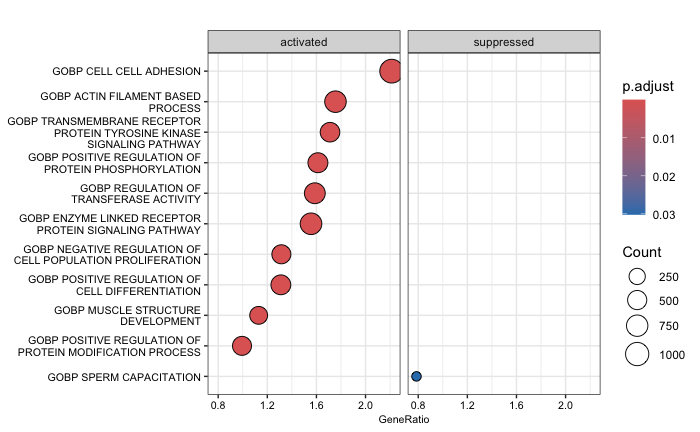 activated
suppressed
GOBP CELL CELL ADHESION
GOBP ACTIN FILAMENT BASED
PROCESS
GOBP TRANSMEMBRANE RECEPTOR
PROTEIN TYROSINE KINASE
SIGNALING PATHWAY
GOBP POSITIVE REGULATION OF
PROTEIN PHOSPHORYLATION
GOBP REGULATION OF
TRANSFERASE ACTIVITY
GOBP ENZYME LINKED RECEPTOR
PROTEIN SIGNALING PATHWAY
GOBP NEGATIVE REGULATION OF
CELL POPULATION PROLIFERATION
GOBP POSITIVE REGULATION OF
CELL DIFFERENTIATION
GOBP MUSCLE STRUCTURE
DEVELOPMENT
GOBP POSITIVE REGULATION OF
PROTEIN MODIFICATION PROCESS
GOBP SPERM CAPACITATION
0.8 1.2 1.6 2.0
0.8 1.2 1.6 2.0
GeneRatio
p.adjust
0.01
0.02
0.03
Count
250
500
750
1000